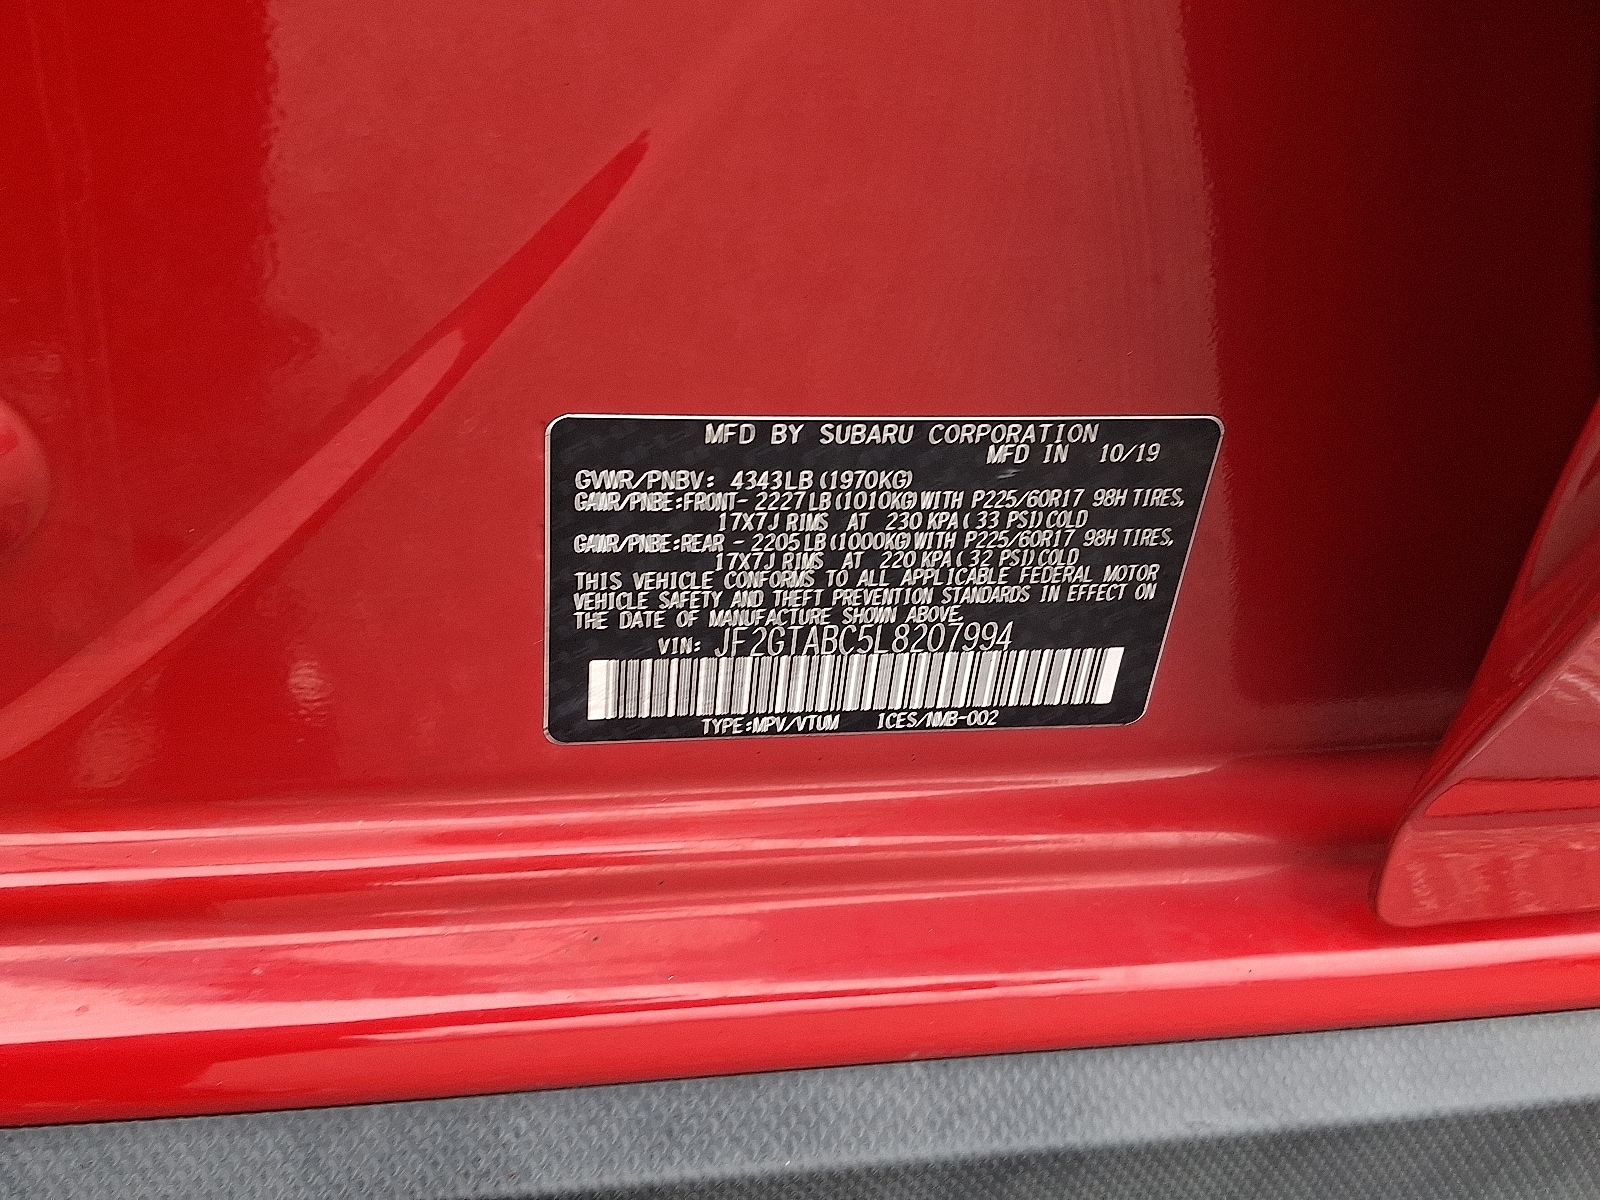 MFD BY SUBARU CORPORATION
MFD IN 10/19
GVWR/PNBV: 4343LB(1970KG)
GAWR/PNBE:FRONT- 2227LB(1010KG)WITH P225/60R17 98H TIRES,
17X7J RIMS AT 230 KPA( 33 PSI)COLD
GAWR/PNBE:REAR - 2205LB(1000KG)WITH P225/60R17 98H TIRES,
17X7J RIMS AT 220 KPA( 32 PSI)COLD
THIS VEHICLE CONFORMS TO ALL APPLICABLE FEDERAL MOTOR
VEHICLE SAFETY AND THEFT PREVENTION STANDARDS IN EFFECT ON
THE DATE OF MANUFACTURE SHOWN ABOVE.
VIN: JF2GTABC5L8207994
TYPE:MPV/VTUM ICES/NMB-002